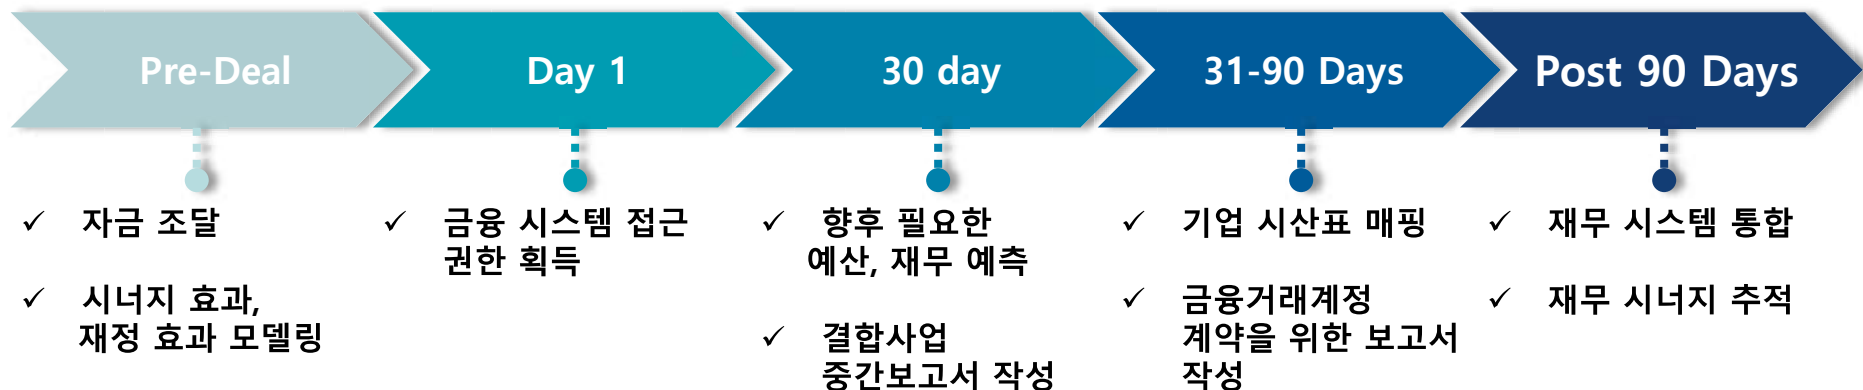 Pre-Deal
Day 1
30 day
31-90 Days
Post 90 Days
✓ 자금 조달
✓ 시너지 효과,
재정 효과 모델링
✓ 금융 시스템 접근
권한 획득
✓ 향후 필요한
예산, 재무 예측
✓ 결합사업
중간보고서 작성
✓ 기업 시산표 매핑
✓ 금융거래계정
계약을 위한 보고서
작성
✓ 재무 시스템 통합
✓ 재무 시너지 추적